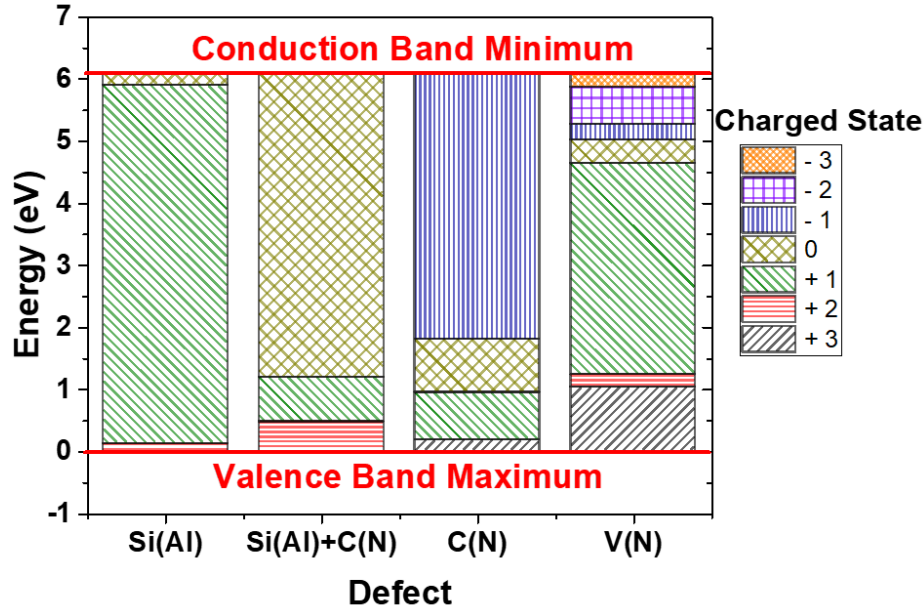 7
Conduction Band Minimum
6
5
4
3
2
1
0
-1
Energy (eV)
Valence Band Maximum
Si(Al)
Si(Al)+C(N)
C(N)
V(N)
Defect
Charged State
- 3
- 2
- 1
0
+ 1
+ 2
+ 3